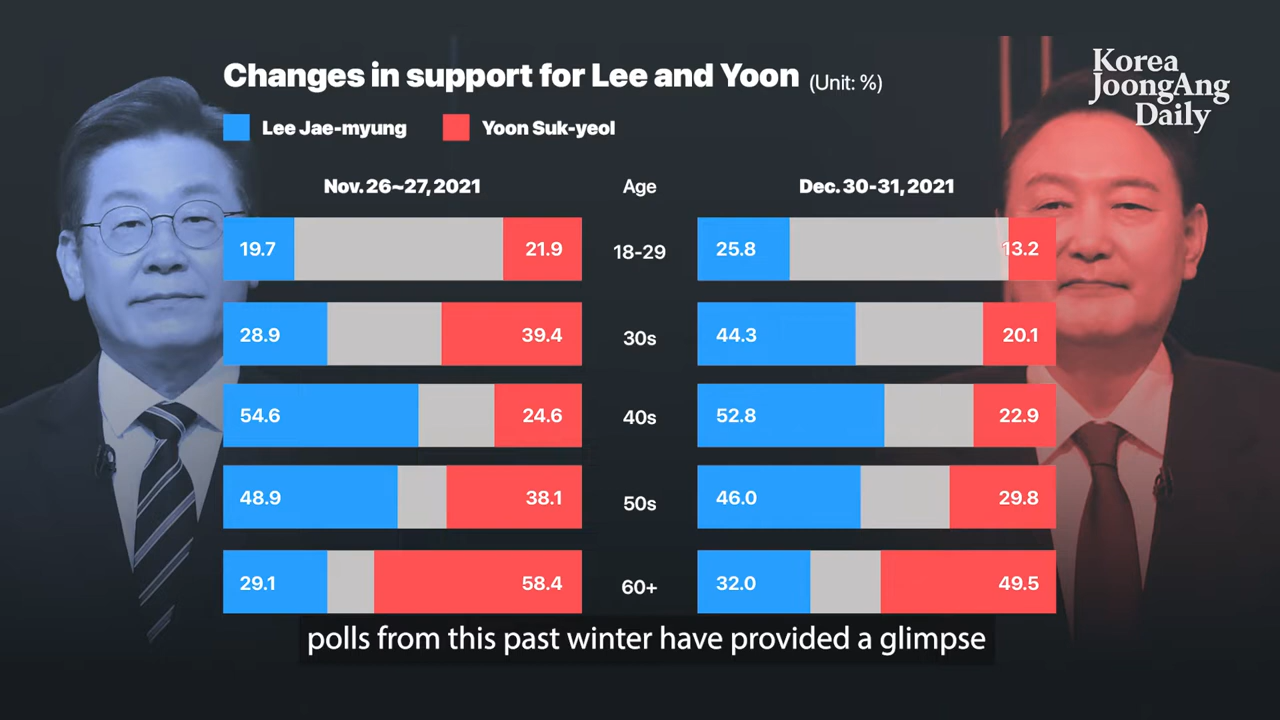 Changes in support for Lee and Yoon (Unit: %)
Korea
JoongAng
Daily
Lee Jae-myung Yoon Suk-yeol
Nov. 26~27, 2021 Age Dec. 30-31, 2021
19.7 21.9 18-29 25.8 13.2
28.9 39.4 30s 44.3 20.1
54.6 24.6 40s 52.8 22.9
48.9 38.1 50s 46.0 29.8
29.1 58.4 60+ 32.0 49.5
polls from this past winter have provided a glimpse